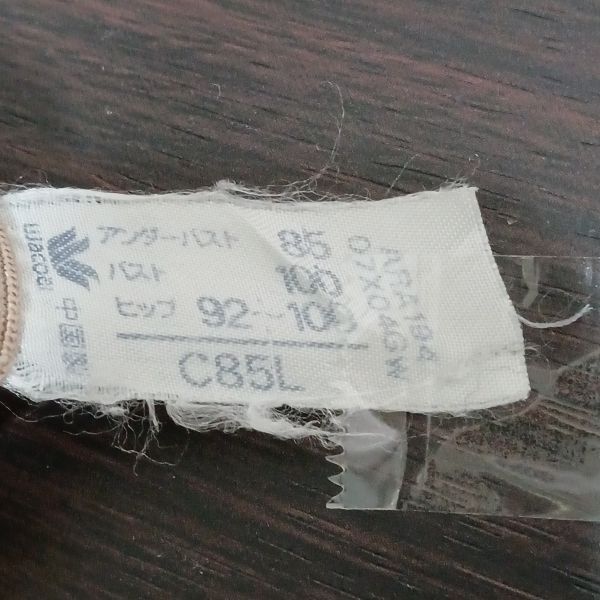 wacoal
中国製
アンダーバスト 85
バスト 100
ヒップ 92〜100
C85L
07X04GW